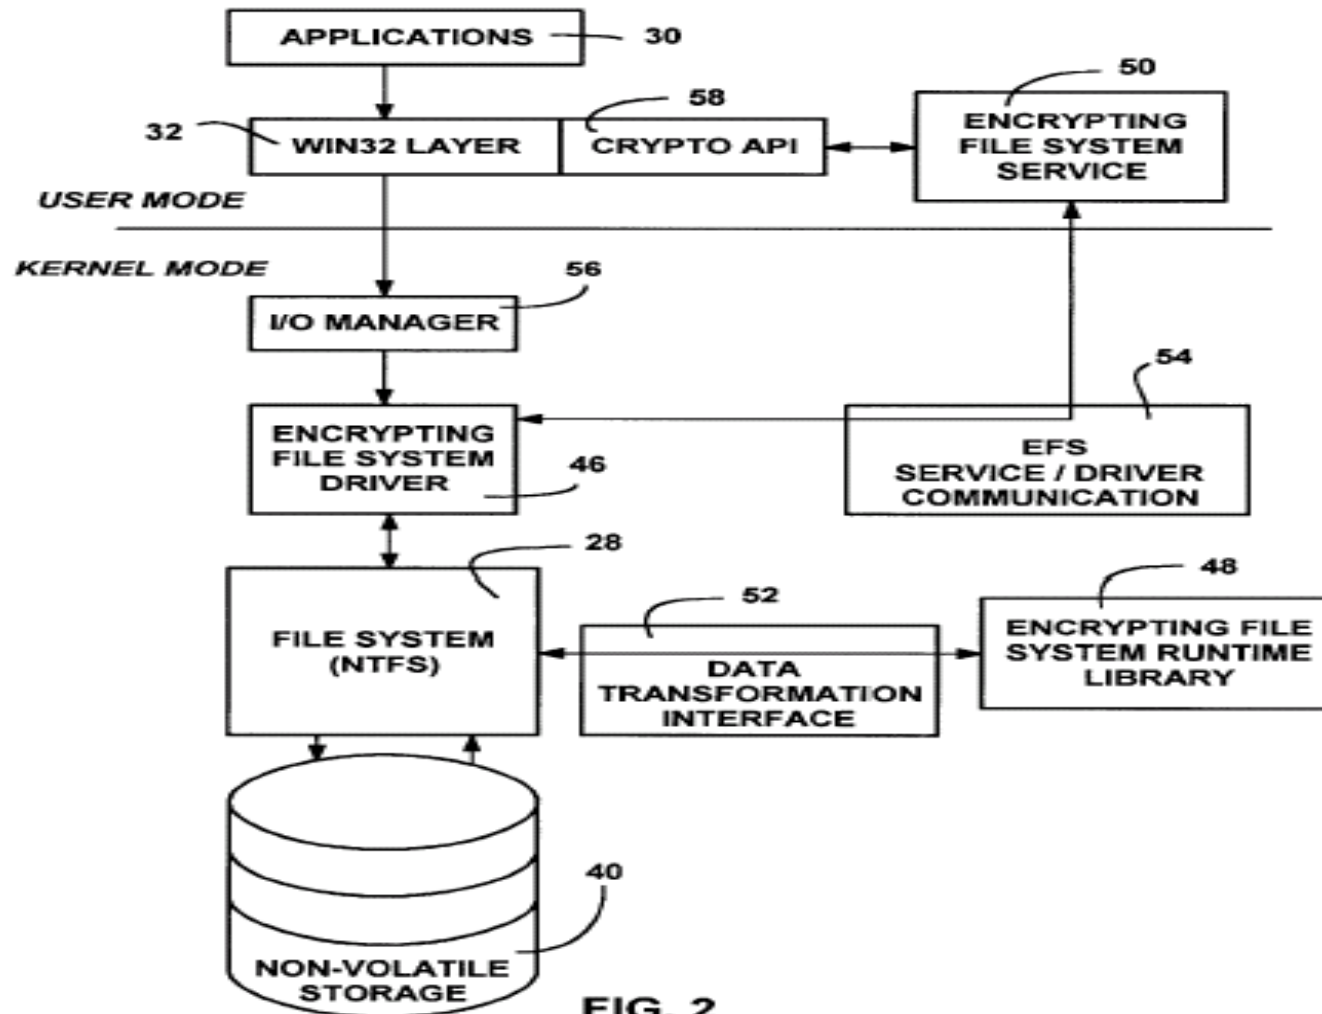 APPLICATIONS
30
58
50
32
WIN32 LAYER
CRYPTO API
ENCRYPTING
FILE SYSTEM
SERVICE
USER MODE
KERNEL MODE
56
I/O MANAGER
54
ENCRYPTING
FILE SYSTEM
DRIVER
46
EFS
SERVICE / DRIVER
COMMUNICATION
28
52
48
FILE SYSTEM
(NTFS)
DATA
TRANSFORMATION
INTERFACE
ENCRYPTING FILE
SYSTEM RUNTIME
LIBRARY
40
NON-VOLATILE
STORAGE
FIG. 2